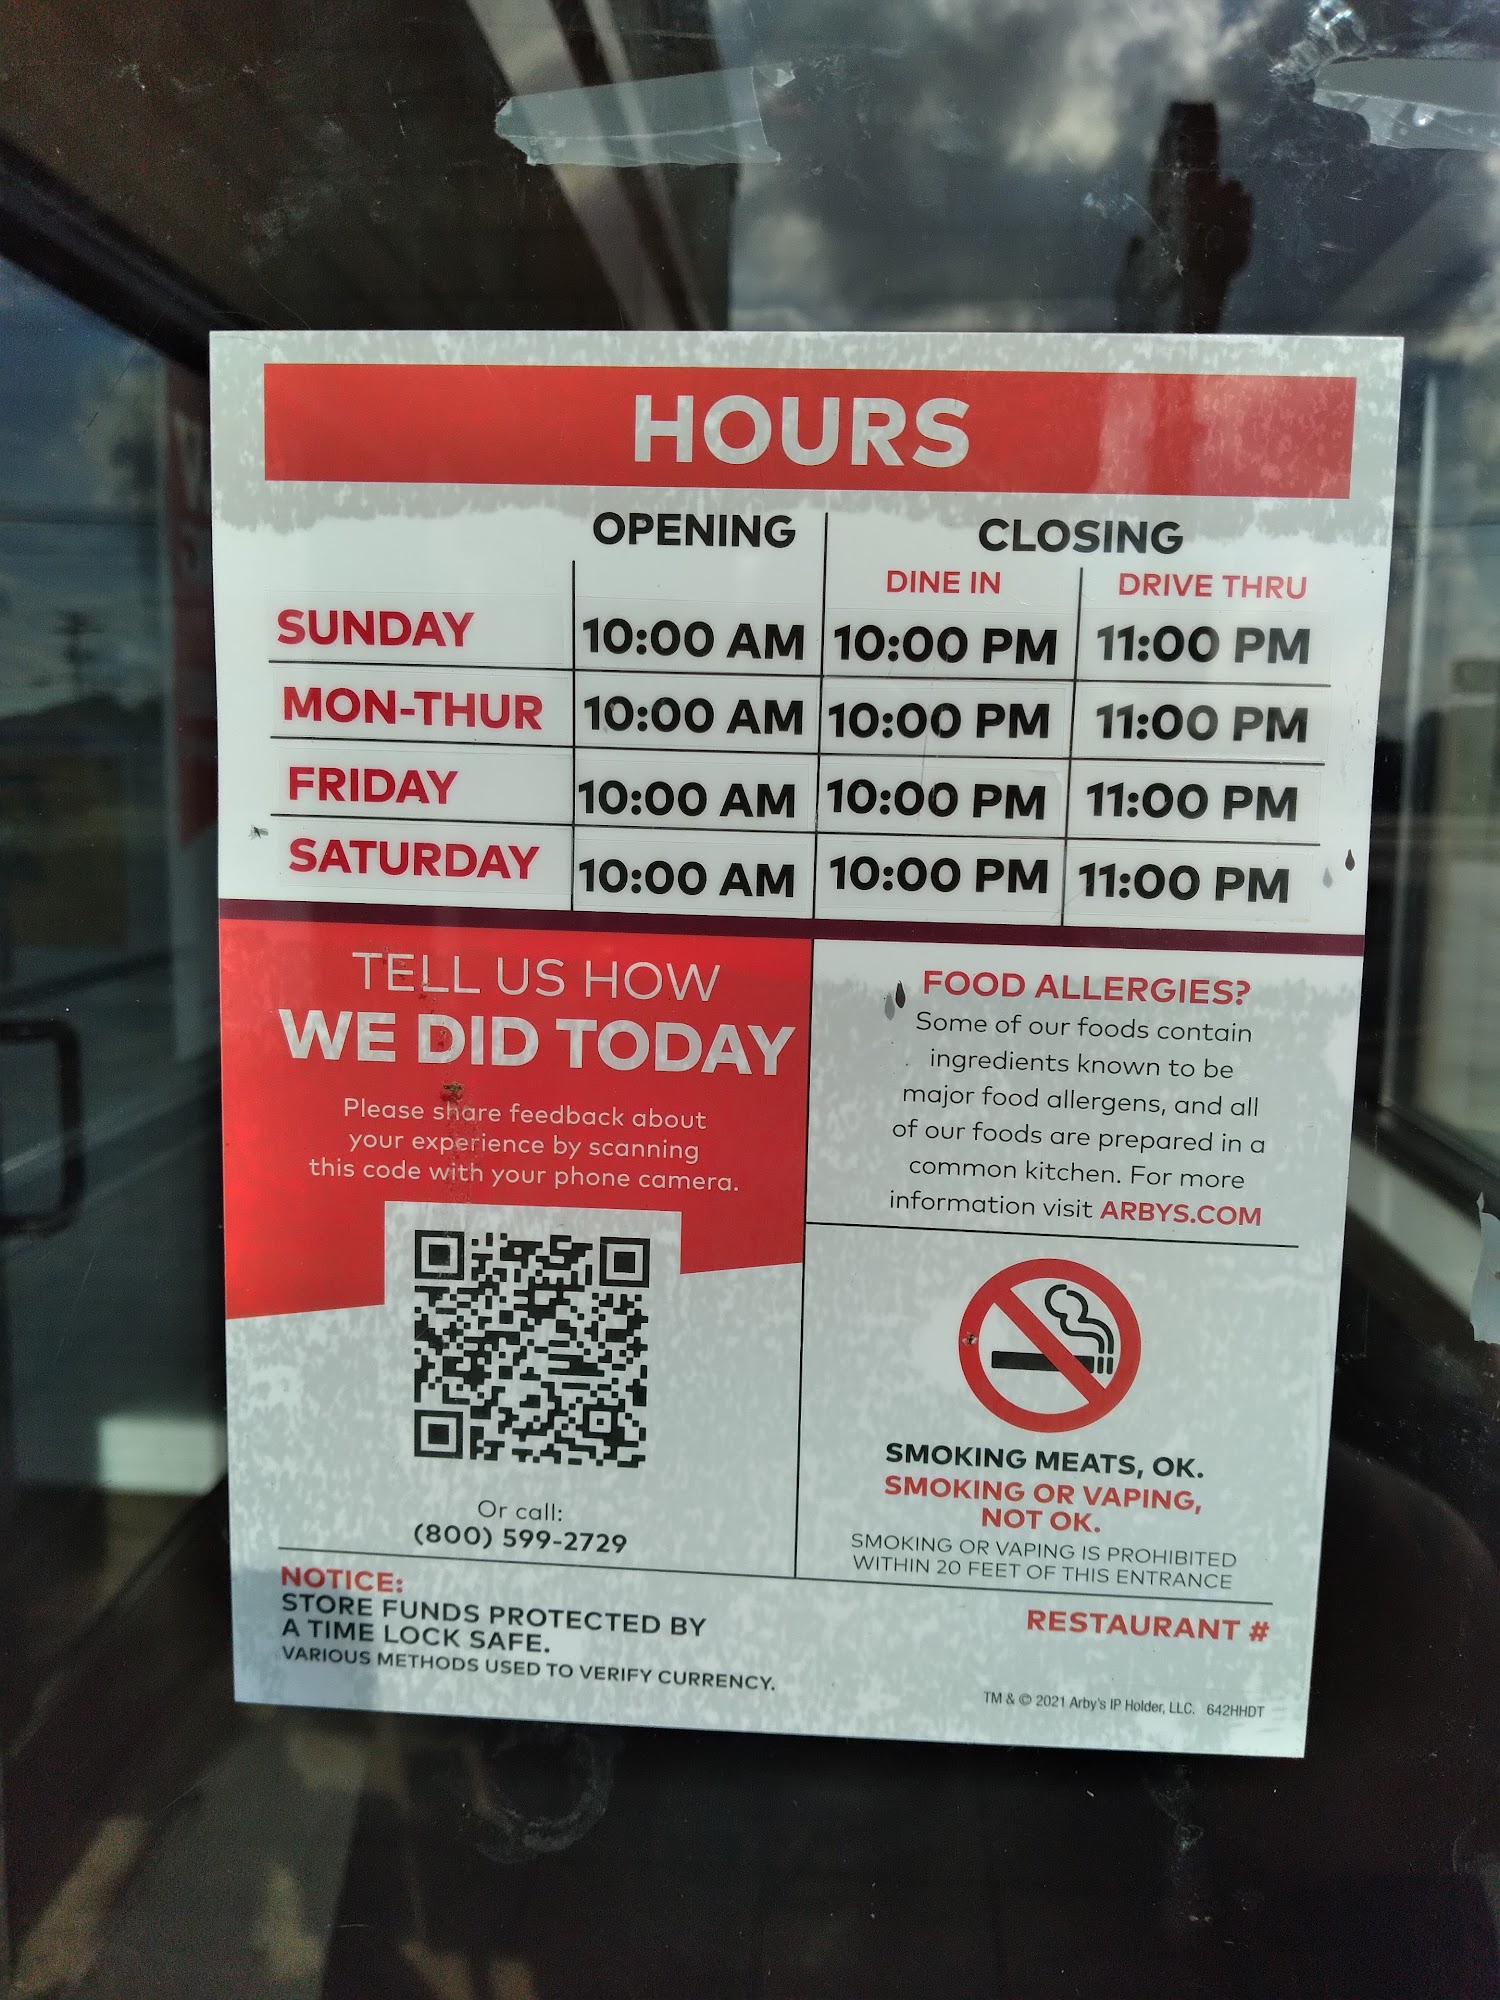 HOURS
OPENING CLOSING
DINE IN DRIVE THRU
SUNDAY 10:00 AM 10:00 PM 11:00 PM
MON-THUR 10:00 AM 10:00 PM 11:00 PM
FRIDAY 10:00 AM 10:00 PM 11:00 PM
SATURDAY 10:00 AM 10:00 PM 11:00 PM
TELL US HOW
WE DID TODAY
Please share feedback about
your experience by scanning
this code with your phone camera.
Or call:
(800) 599-2729
FOOD ALLERGIES?
Some of our foods contain
ingredients known to be
major food allergens, and all
of our foods are prepared in a
common kitchen. For more
information visit ARBYS.COM
SMOKING MEATS, OK.
SMOKING OR VAPING,
NOT OK.
SMOKING OR VAPING IS PROHIBITED
WITHIN 20 FEET OF THIS ENTRANCE
NOTICE:
STORE FUNDS PROTECTED BY
A TIME LOCK SAFE.
VARIOUS METHODS USED TO VERIFY CURRENCY.
RESTAURANT #
TM & © 2021 Arby's IP Holder, LLC. 642HHDT